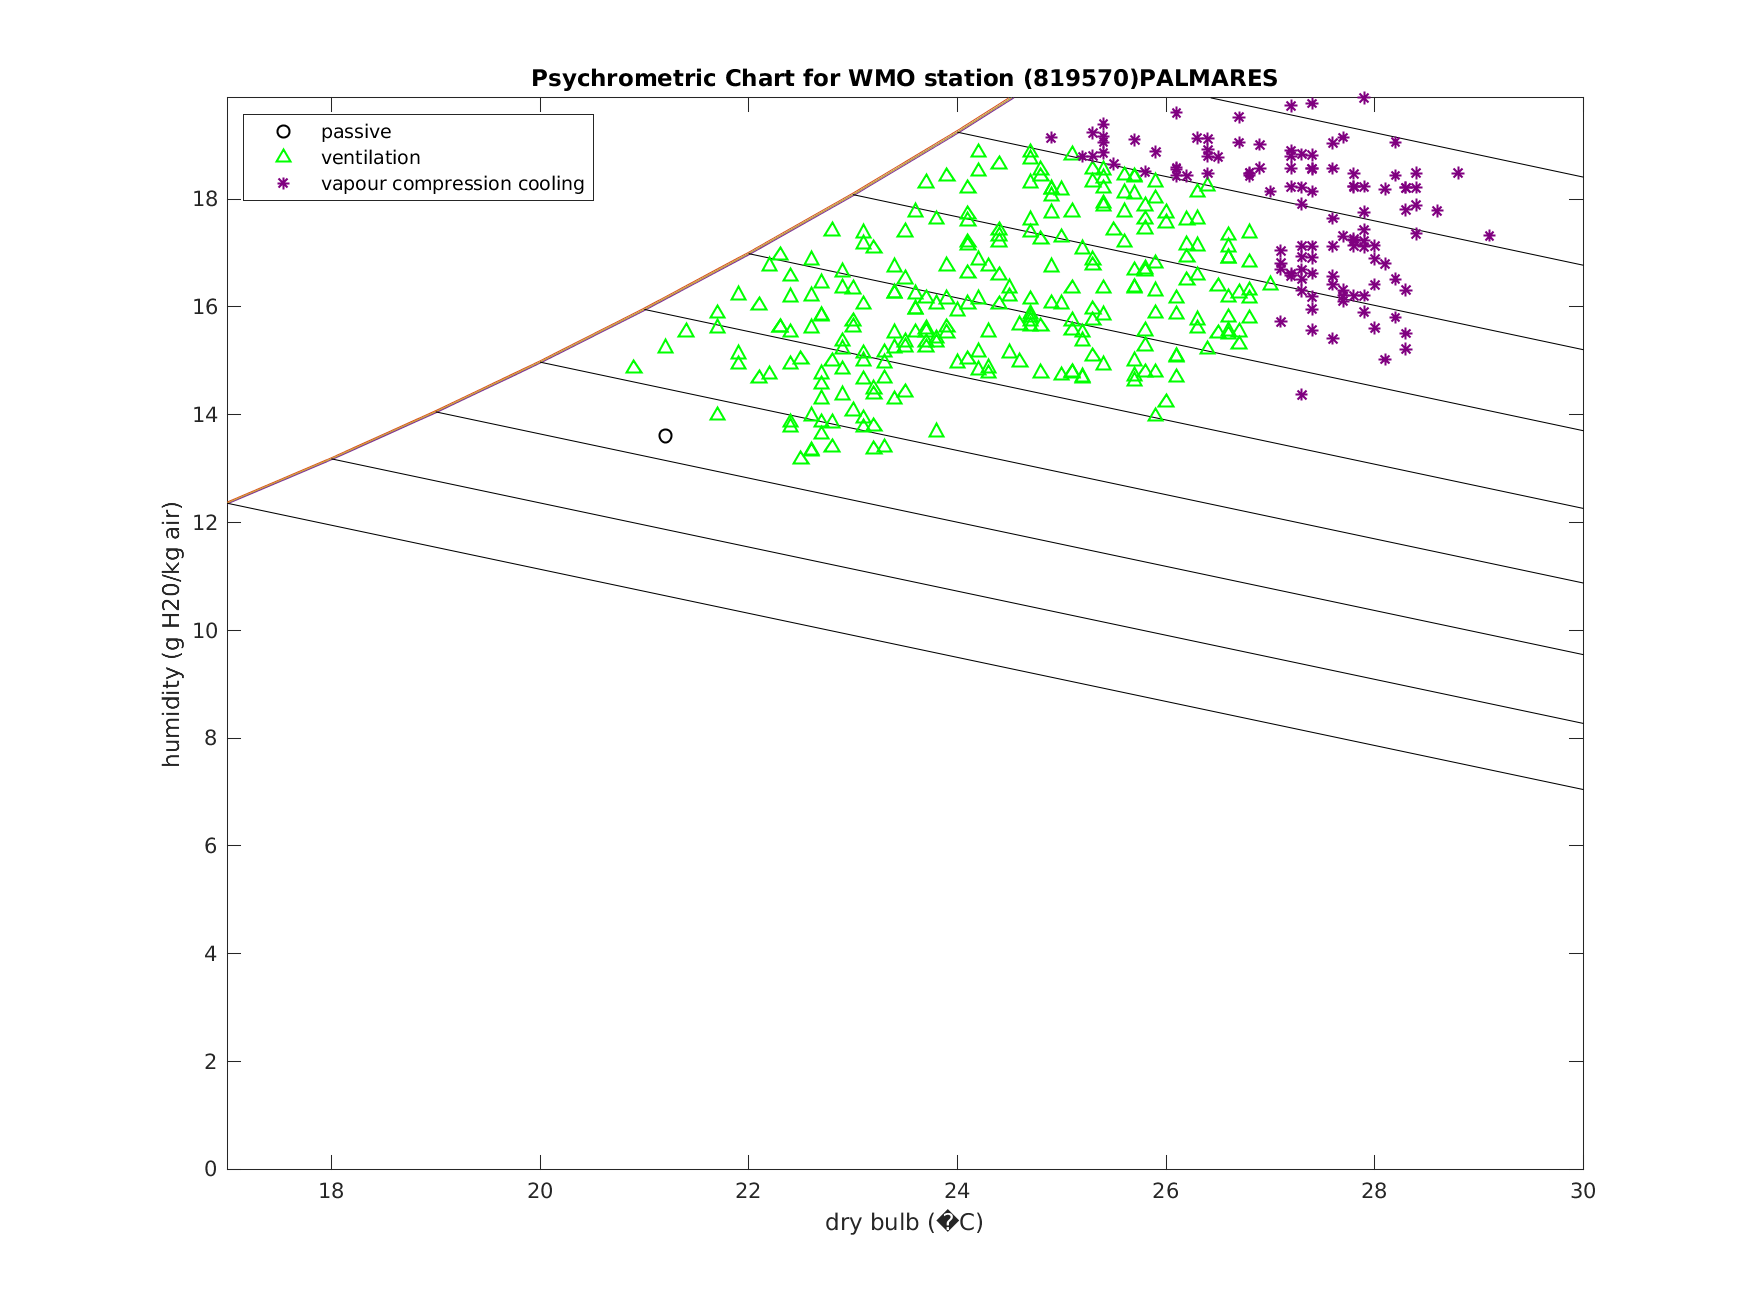 Psychrometric Chart for WMO station (819570)PALMARES
passive
ventilation
vapour compression cooling
18
16
14
12
10
8
6
4
2
0
humidity (g H20/kg air)
18 20 22 24 26 28 30
dry bulb (�C)